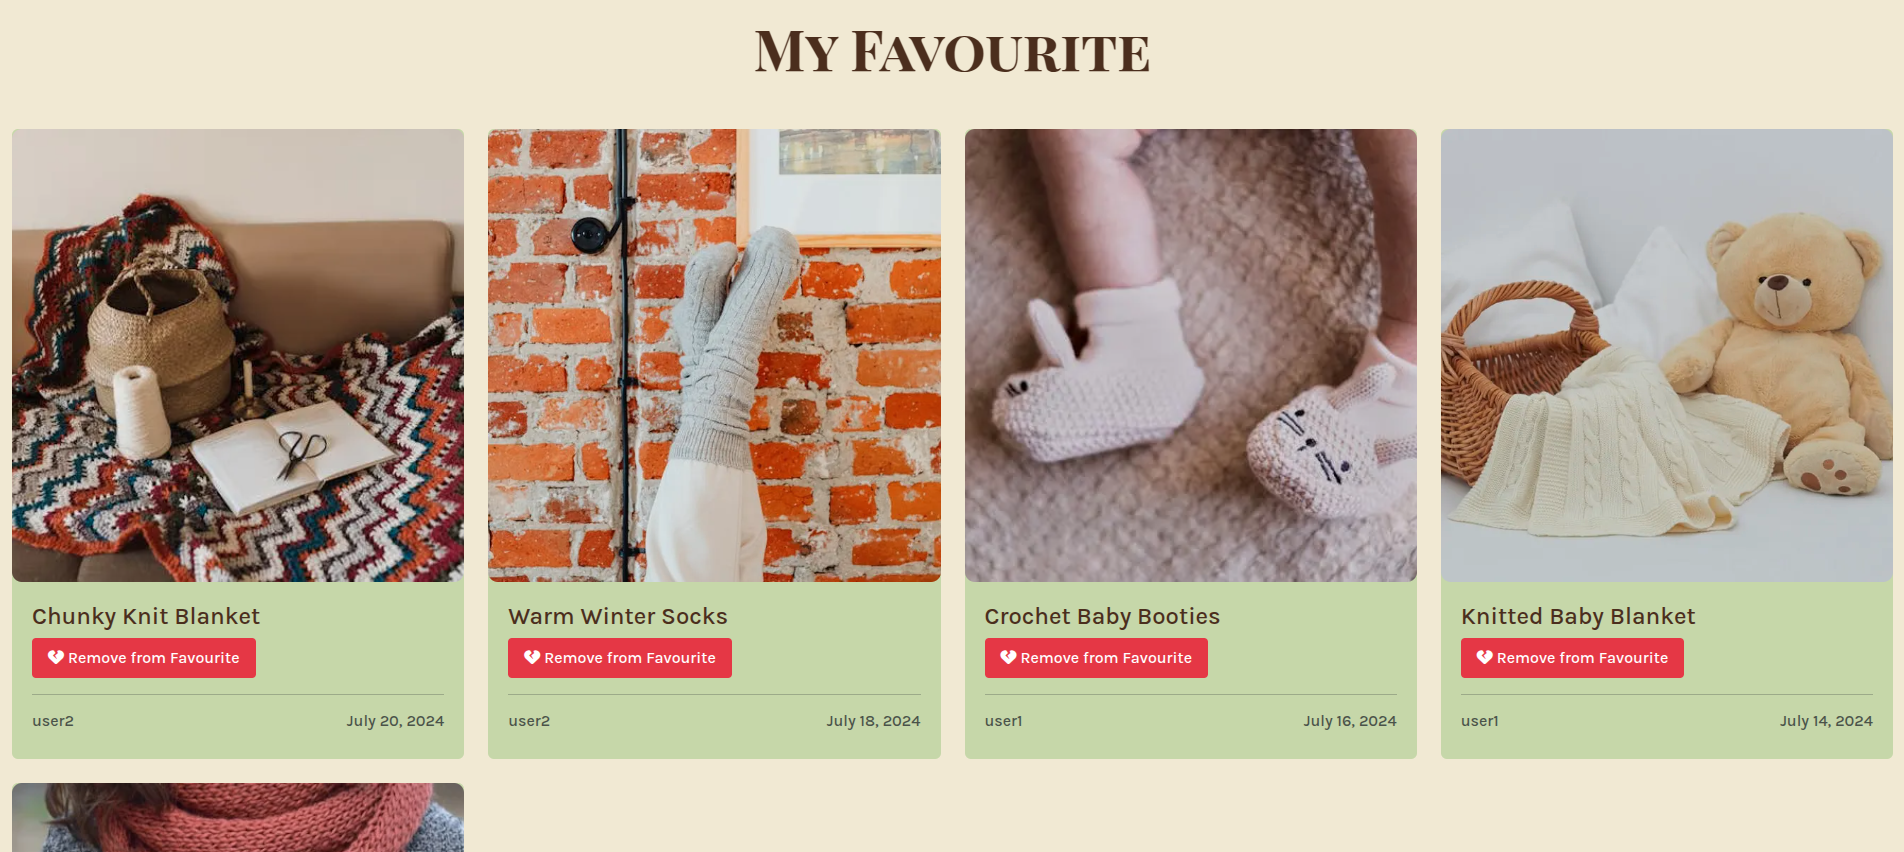 My Favourite
Chunky Knit Blanket
Remove from Favourite
user2 July 20, 2024
Warm Winter Socks
Remove from Favourite
user2 July 18, 2024
Crochet Baby Booties
Remove from Favourite
user1 July 16, 2024
Knitted Baby Blanket
Remove from Favourite
user1 July 14, 2024